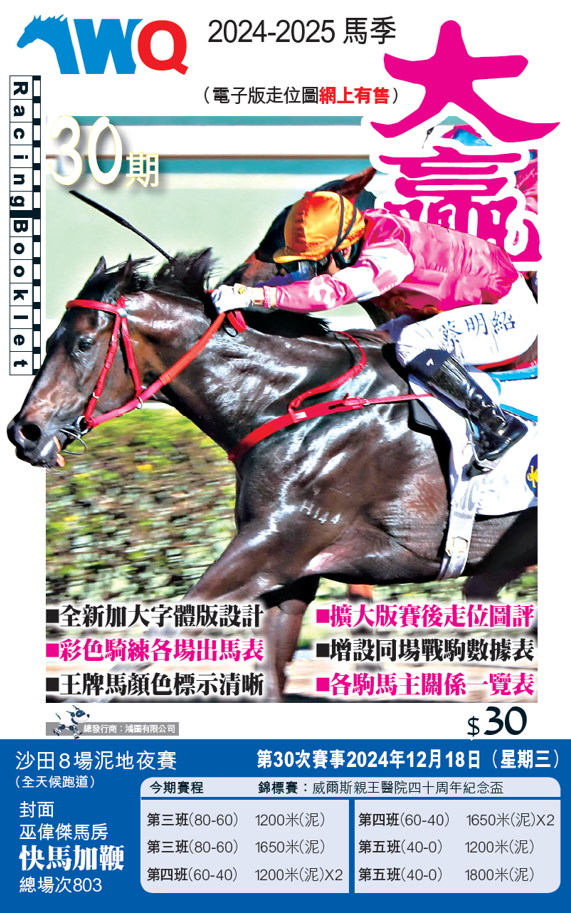 AWQ
2024-2025 馬季
（電子版走位圖網上有售）
大
贏
Racing Booklet
30期
蔡明紹
H144
■全新加大字體版設計
■彩色騎練各場出馬表
■王牌馬顏色標示清晰
■擴大版賽後走位圖評
■增設同場戰駒數據表
■各駒馬主關係一覽表
總發行商：鴻圖有限公司
$30
沙田８場泥地夜賽
（全天候跑道）
第30次賽事2024年12月18日（星期三）
封面
巫偉傑馬房
快馬加鞭
總場次803
今期賽程 錦標賽：威爾斯親王醫院四十周年紀念盃
第三班(80-60) 1200米(泥)
第三班(80-60) 1650米(泥)
第四班(60-40) 1200米(泥)X2
第四班(60-40) 1650米(泥)X2
第五班(40-0) 1200米(泥)
第五班(40-0) 1800米(泥)